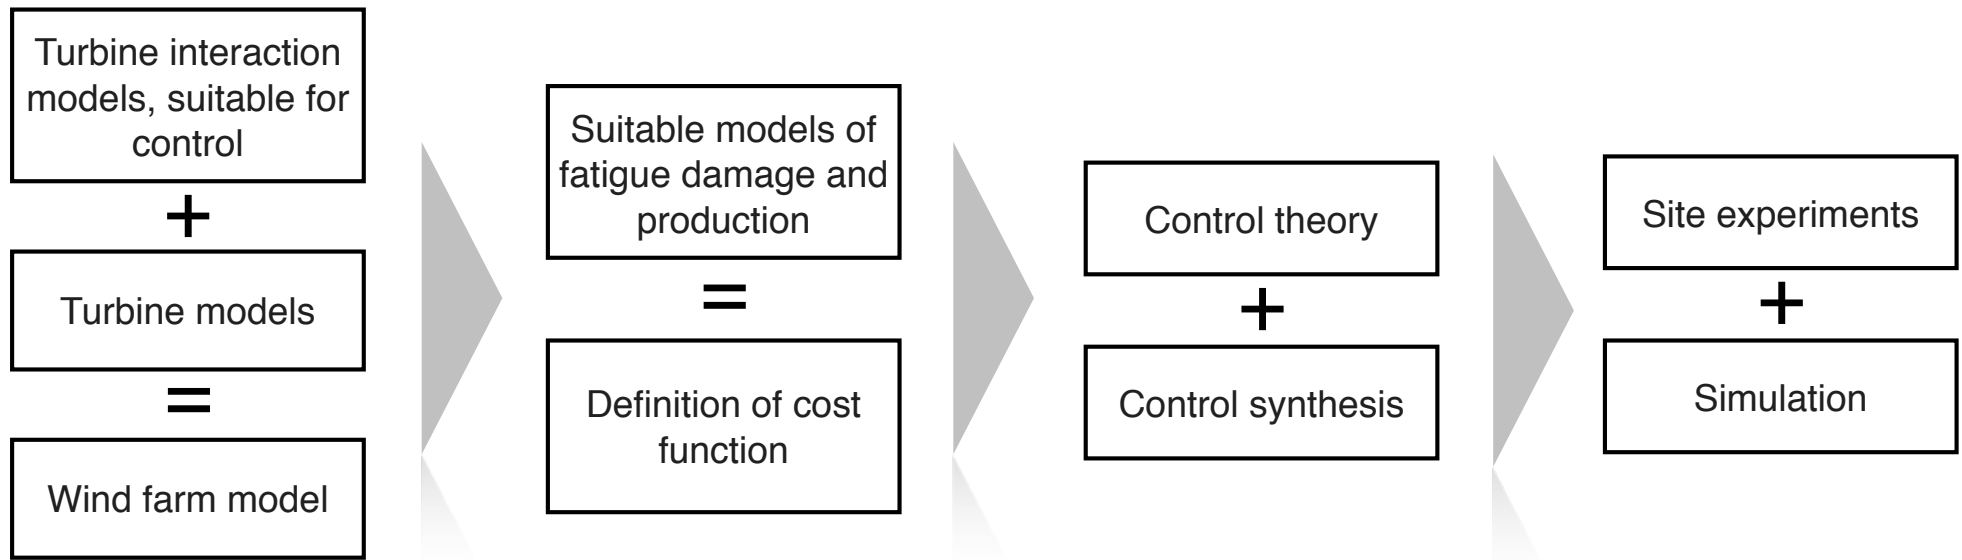 Turbine interaction
models, suitable for
control
+
Turbine models
=
Wind farm model
Suitable models of
fatigue damage and
production
=
Definition of cost
function
Control theory
+
Control synthesis
Site experiments
+
Simulation